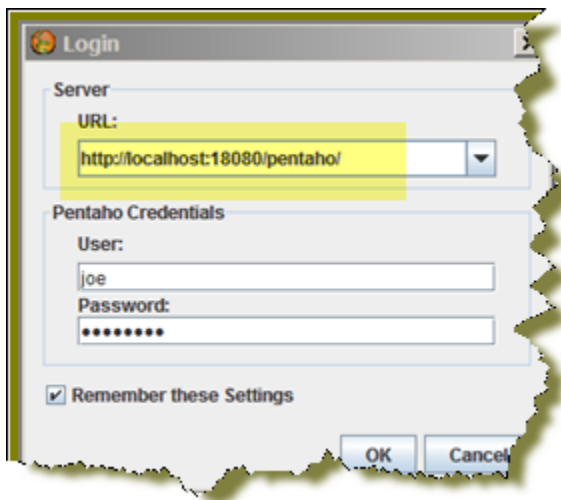 Login
Server
URL:
http://localhost:18080/pentaho/
Pentaho Credentials
User:
joe
Password:
••••••••
Remember these Settings
OK Cancel